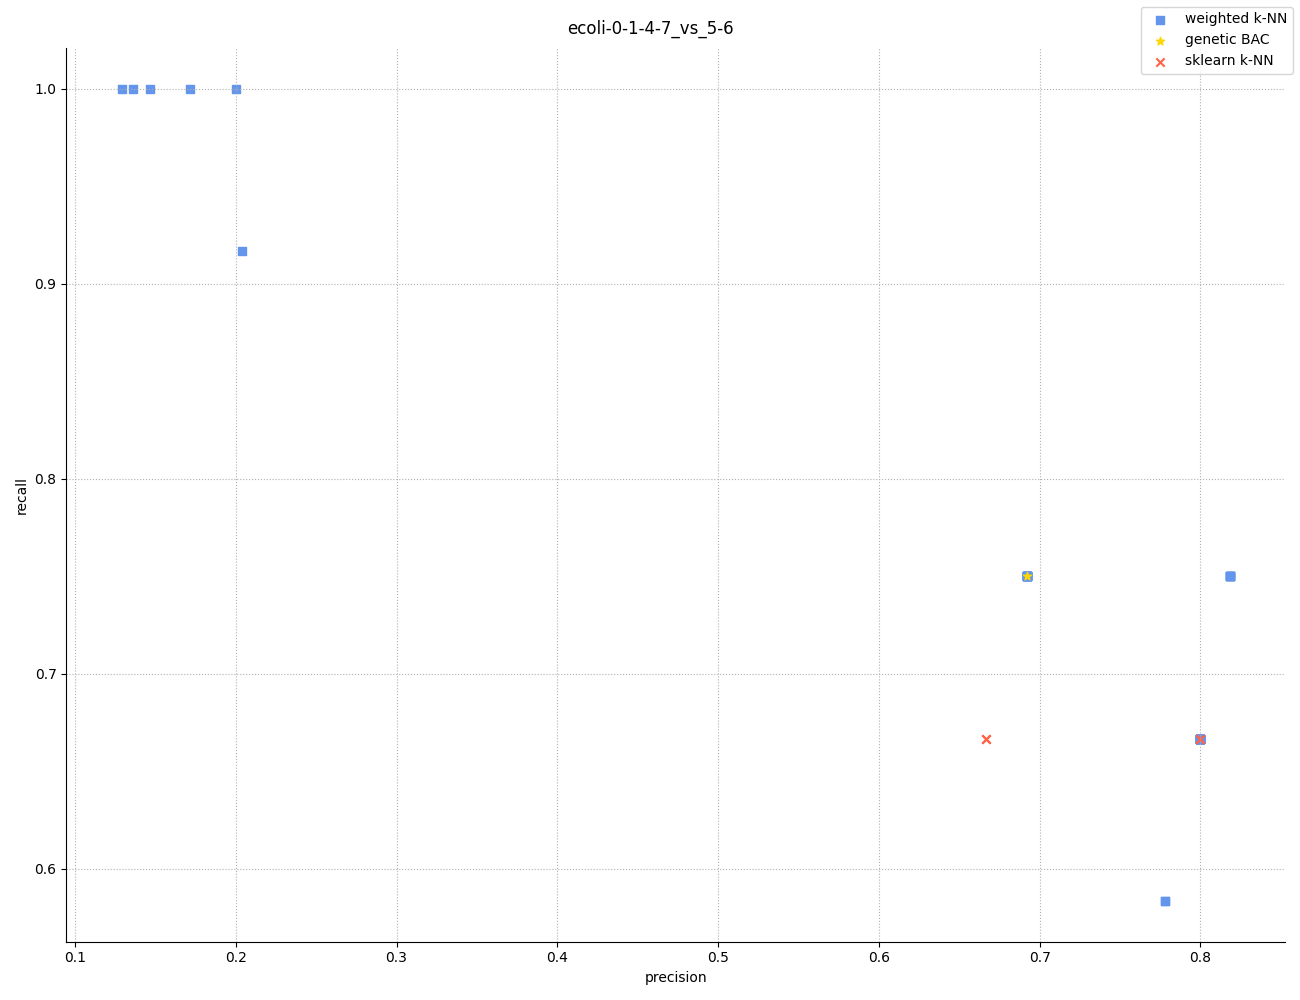 ecoli-0-1-4-7_vs_5-6
weighted k-NN
genetic BAC
sklearn k-NN
1.0
0.9
0.8
0.7
0.6
recall
0.1 0.2 0.3 0.4 0.5 0.6 0.7 0.8
precision